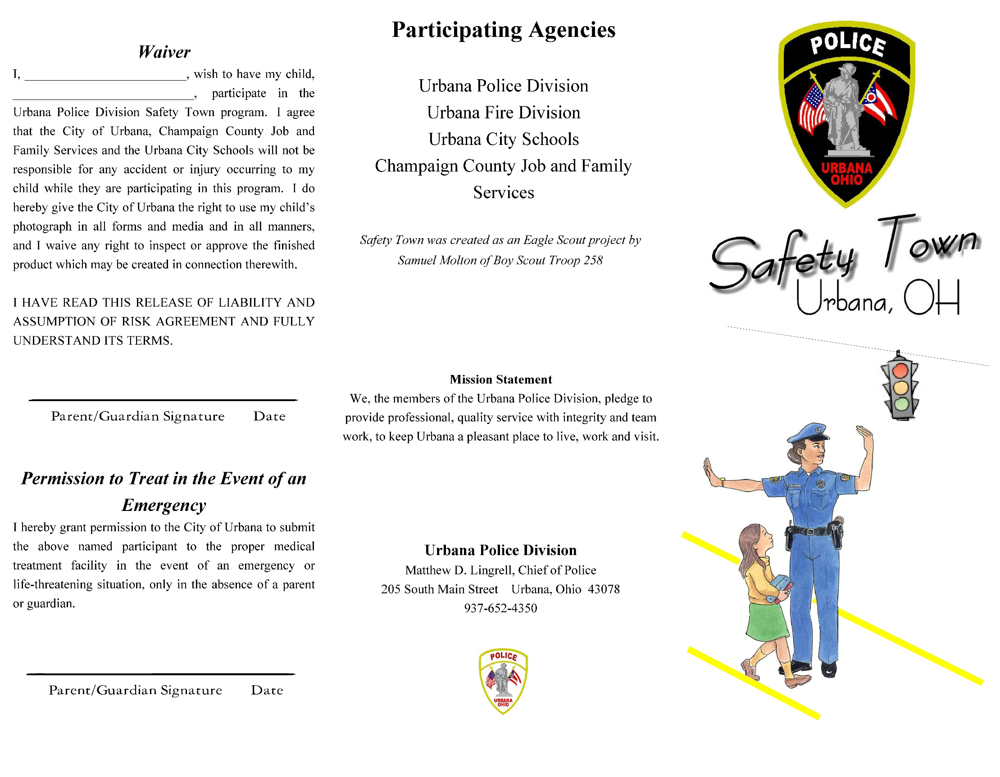 Waiver
I, __________________________, wish to have my child,
_____________________________, participate in the
Urbana Police Division Safety Town program. I agree
that the City of Urbana, Champaign County Job and
Family Services and the Urbana City Schools will not be
responsible for any accident or injury occurring to my
child while they are participating in this program. I do
hereby give the City of Urbana the right to use my child’s
photograph in all forms and media and in all manners,
and I waive any right to inspect or approve the finished
product which may be created in connection therewith.
I HAVE READ THIS RELEASE OF LIABILITY AND
ASSUMPTION OF RISK AGREEMENT AND FULLY
UNDERSTAND ITS TERMS.
Parent/Guardian Signature Date
Permission to Treat in the Event of an
Emergency
I hereby grant permission to the City of Urbana to submit
the above named participant to the proper medical
treatment facility in the event of an emergency or
life-threatening situation, only in the absence of a parent
or guardian.
Parent/Guardian Signature Date
Participating Agencies
Urbana Police Division
Urbana Fire Division
Urbana City Schools
Champaign County Job and Family
Services
Safety Town was created as an Eagle Scout project by
Samuel Molton of Boy Scout Troop 258
Mission Statement
We, the members of the Urbana Police Division, pledge to
provide professional, quality service with integrity and team
work, to keep Urbana a pleasant place to live, work and visit.
Urbana Police Division
Matthew D. Lingrell, Chief of Police
205 South Main Street Urbana, Ohio 43078
937-652-4350
POLICE
URBANA
OHIO
POLICE
URBANA
OHIO
Safety Town
Urbana, OH